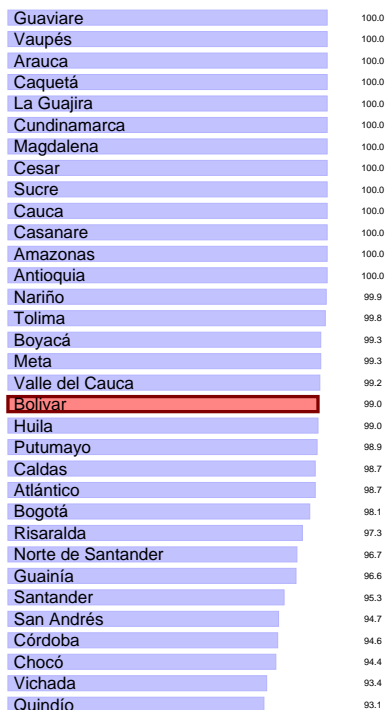 Guaviare 100.0
Vaupés 100.0
Arauca 100.0
Caquetá 100.0
La Guajira 100.0
Cundinamarca 100.0
Magdalena 100.0
Cesar 100.0
Sucre 100.0
Cauca 100.0
Casanare 100.0
Amazonas 100.0
Antioquia 100.0
Nariño 99.9
Tolima 99.8
Boyacá 99.3
Meta 99.3
Valle del Cauca 99.2
Bolivar 99.0
Huila 99.0
Putumayo 98.9
Caldas 98.7
Atlántico 98.7
Bogotá 98.1
Risaralda 97.3
Norte de Santander 96.7
Guainía 96.6
Santander 95.3
San Andrés 94.7
Córdoba 94.6
Chocó 94.4
Vichada 93.4
Quindío 93.1